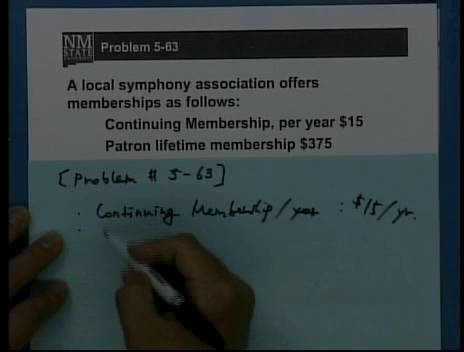 NM
STATE
Problem 5-63
A local symphony association offers
memberships as follows:
Continuing Membership, per year $15
Patron lifetime membership $375
[Problem # 5-63]
· Continuing Membership/year : $15/yr.